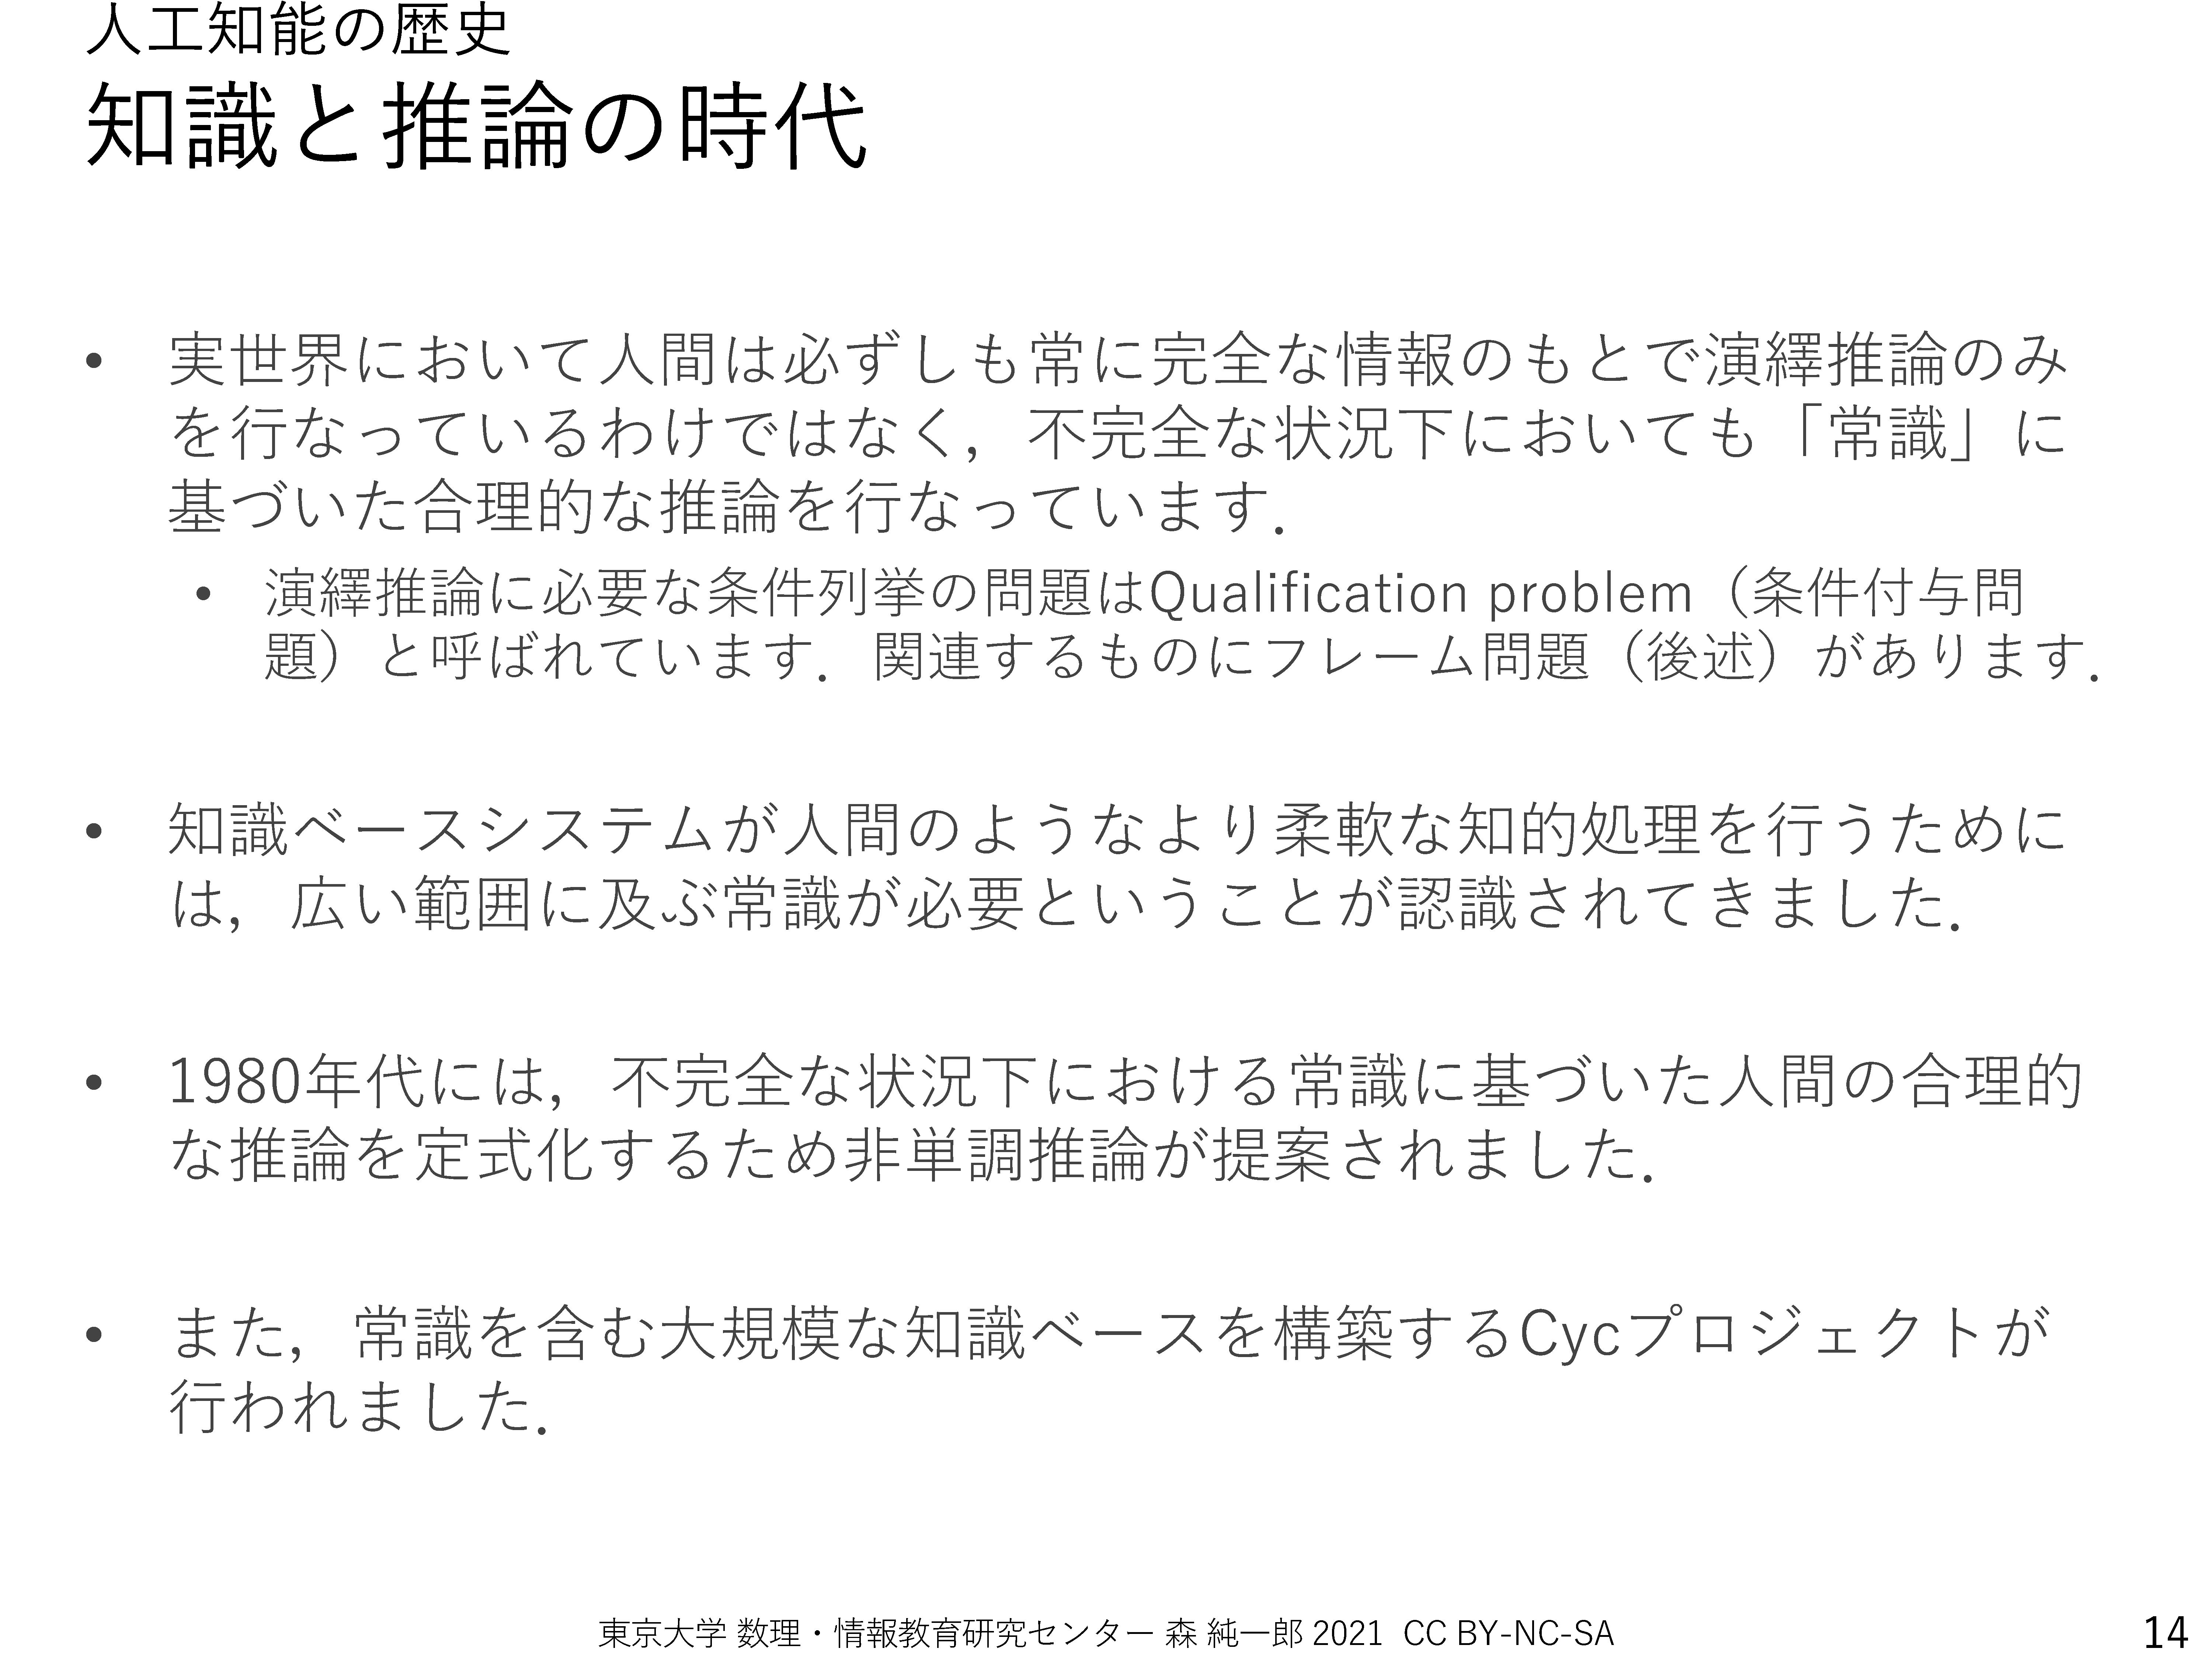 人工知能の歴史
知識と推論の時代
• 実世界において人間は必ずしも常に完全な情報のもとで演繹推論のみ
を行なっているわけではなく，不完全な状況下においても「常識」に
基づいた合理的な推論を行なっています．
• 演繹推論に必要な条件列挙の問題はQualification problem（条件付与問
題）と呼ばれています．関連するものにフレーム問題（後述）があります．
• 知識ベースシステムが人間のようなより柔軟な知的処理を行うために
は，広い範囲に及ぶ常識が必要ということが認識されてきました．
• 1980年代には，不完全な状況下における常識に基づいた人間の合理的
な推論を定式化するため非単調推論が提案されました．
• また，常識を含む大規模な知識ベースを構築するCycプロジェクトが
行われました．
東京大学 数理・情報教育研究センター 森 純一郎 2021 CC BY-NC-SA
14